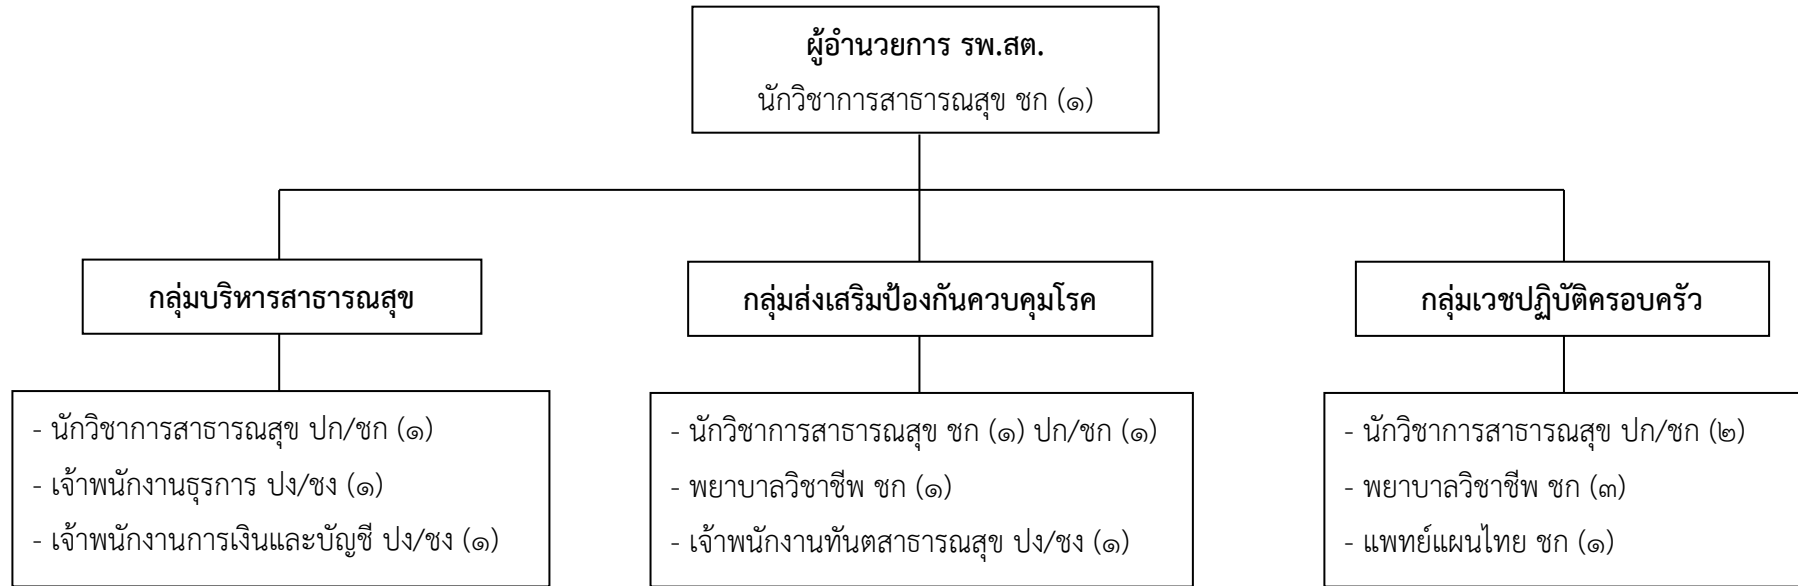 ผู้อำนวยการ รพ.สต.
นักวิชาการสาธารณสุข ชก (๑)
กลุ่มบริหารสาธารณสุข
- นักวิชาการสาธารณสุข ปก/ชก (๑)
- เจ้าพนักงานธุรการ ปง/ชง (๑)
- เจ้าพนักงานการเงินและบัญชี ปง/ชง (๑)
กลุ่มส่งเสริมป้องกันควบคุมโรค
- นักวิชาการสาธารณสุข ชก (๑) ปก/ชก (๑)
- พยาบาลวิชาชีพ ชก (๑)
- เจ้าพนักงานทันตสาธารณสุข ปง/ชง (๑)
กลุ่มเวชปฏิบัติครอบครัว
- นักวิชาการสาธารณสุข ปก/ชก (๒)
- พยาบาลวิชาชีพ ชก (๓)
- แพทย์แผนไทย ชก (๑)